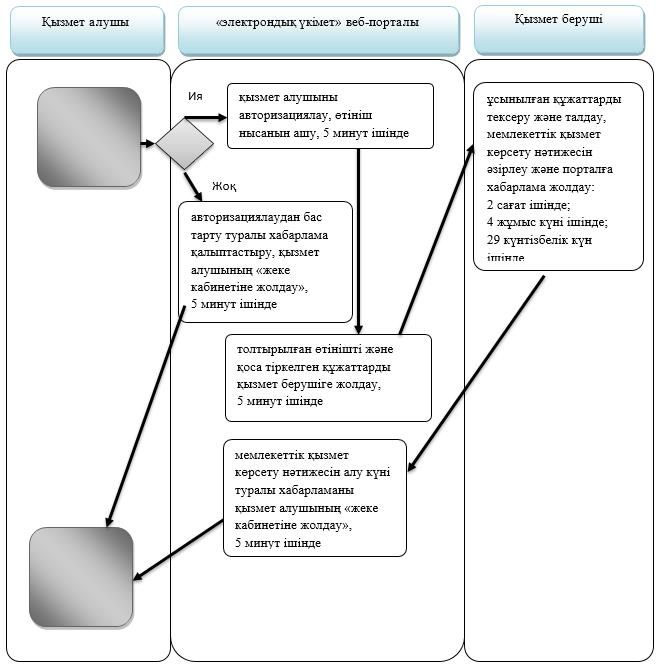 Қызмет алушы
«электрондық үкімет» веб-порталы
Қызмет беруші
Ия
қызмет алушыны
авторизациялау, өтініш
нысанын ашу, 5 минут ішінде
ұсынылған құжаттарды
тексеру және талдау,
мемлекеттік қызмет
көрсету нәтижесін
әзірлеу және порталға
хабарлама жолдау:
2 сағат ішінде;
4 жұмыс күні ішінде;
29 күнтізбелік күн
ішінде
Жоқ
авторизациялаудан бас
тарту туралы хабарлама
қалыптастыру, қызмет
алушының «жеке
кабинетіне жолдау»,
5 минут ішінде
толтырылған өтінішті және
қоса тіркелген құжаттарды
қызмет берушіге жолдау,
5 минут ішінде
мемлекеттік қызмет
көрсету нәтижесін алу күні
туралы хабарламаны
қызмет алушының «жеке
кабинетіне жолдау»,
5 минут ішінде